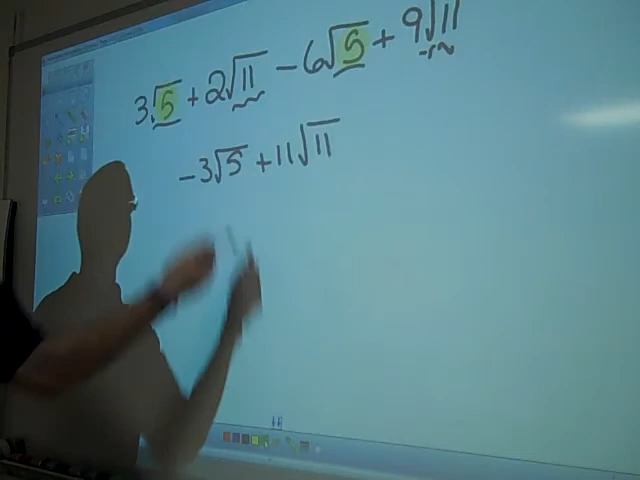 3√5 + 2√11 - 6√5 + 9√11
-3√5 + 11√11